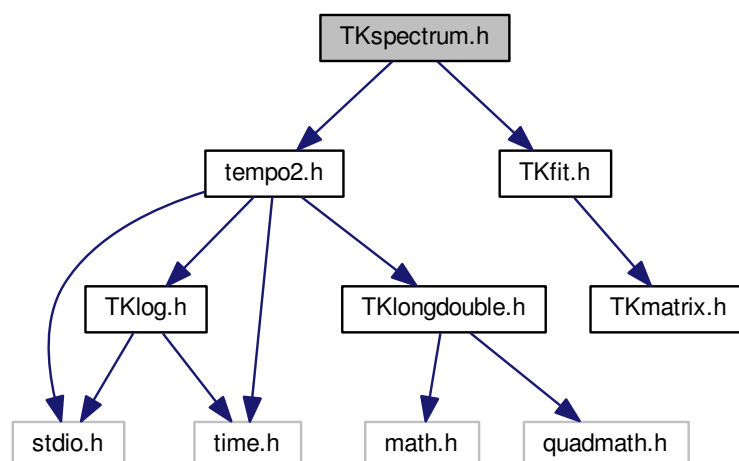 TKspectrum.h
tempo2.h
TKfit.h
TKlog.h
TKlongdouble.h
TKmatrix.h
stdio.h
time.h
math.h
quadmath.h